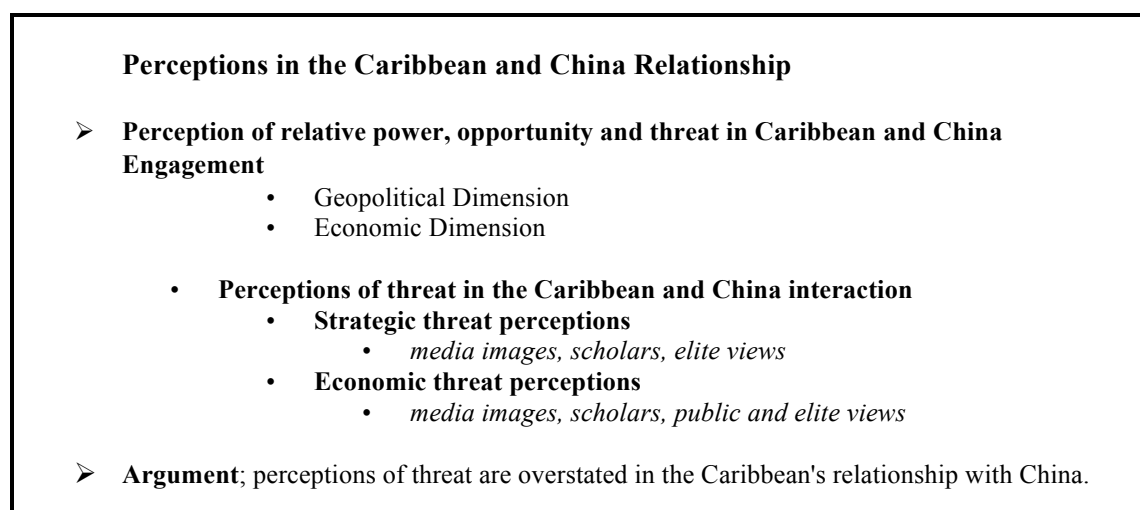 Perceptions in the Caribbean and China Relationship
➢ Perception of relative power, opportunity and threat in Caribbean and China
Engagement
• Geopolitical Dimension
• Economic Dimension
• Perceptions of threat in the Caribbean and China interaction
• Strategic threat perceptions
• media images, scholars, elite views
• Economic threat perceptions
• media images, scholars, public and elite views
➢ Argument; perceptions of threat are overstated in the Caribbean's relationship with China.